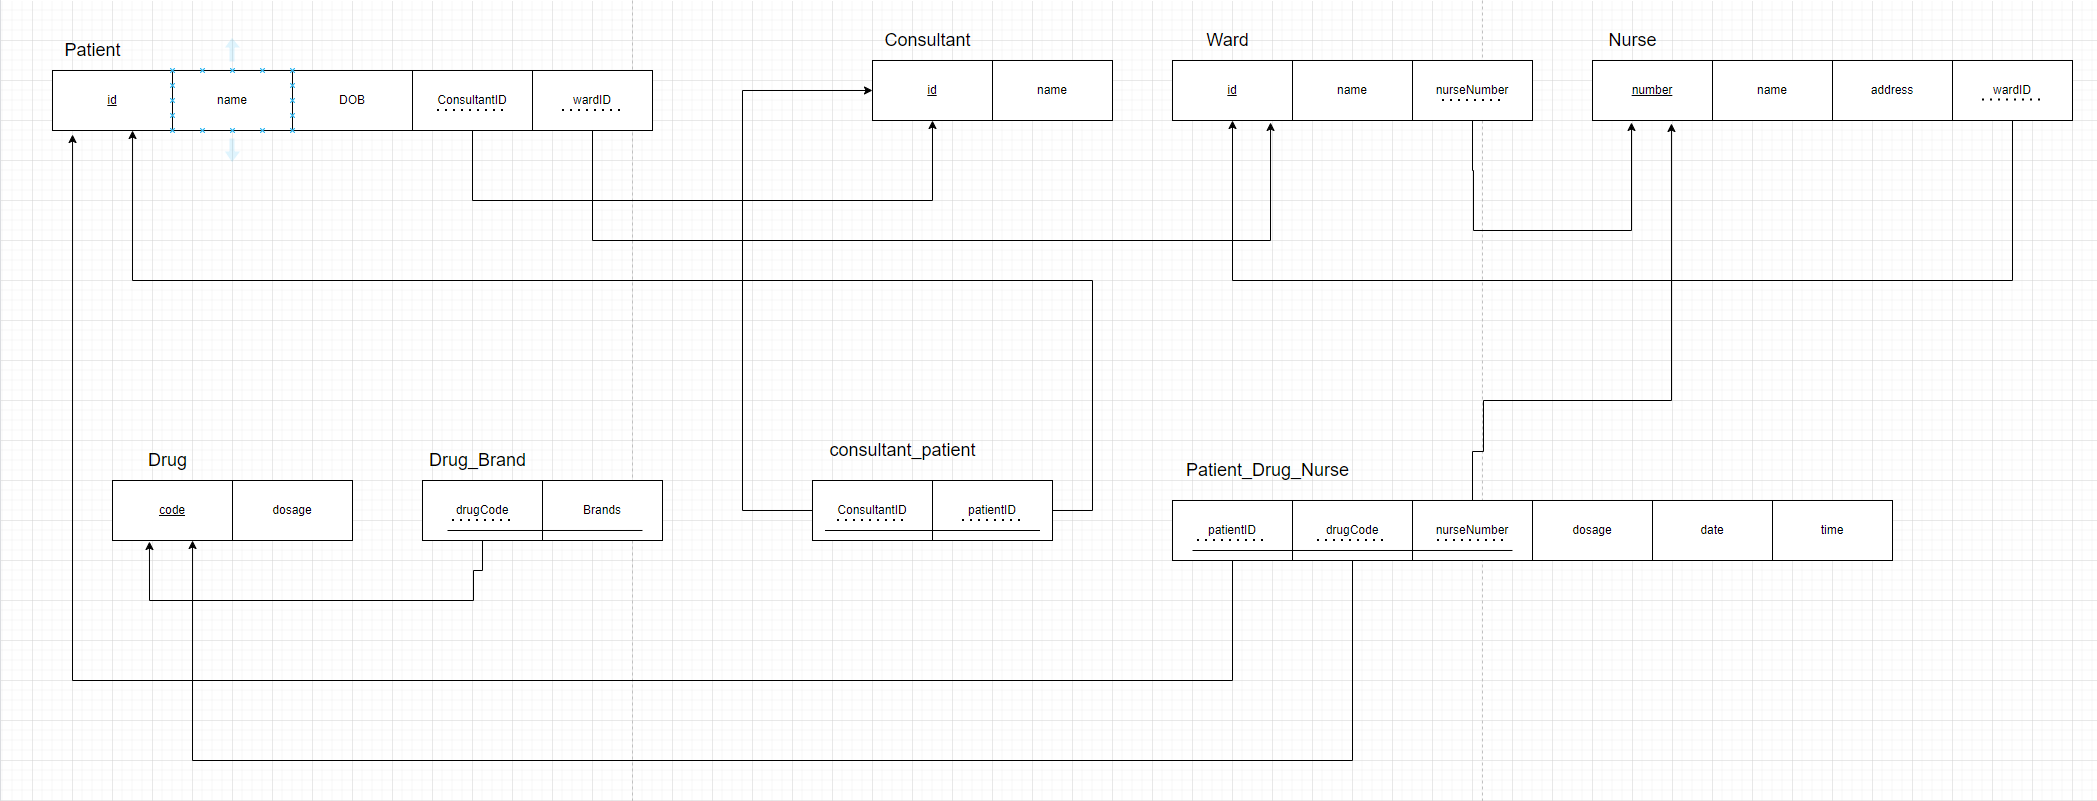 Patient
id
name
DOB
ConsultantID
wardID
Consultant
id
name
Ward
id
name
nurseNumber
Nurse
number
name
address
wardID
Drug
code
dosage
Drug_Brand
drugCode
Brands
consultant_patient
ConsultantID
patientID
Patient_Drug_Nurse
patientID
drugCode
nurseNumber
dosage
date
time